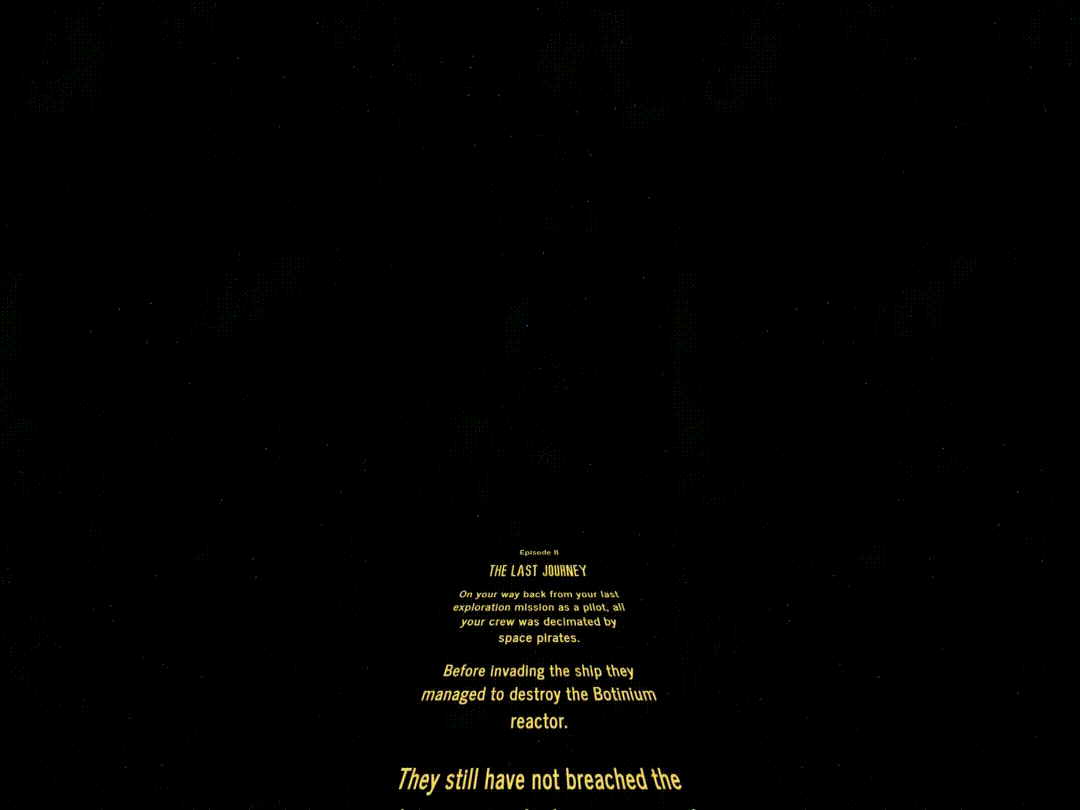 Episode II
THE LAST JOURNEY
On your way back from your last
exploration mission as a pilot, all
your crew was decimated by
space pirates.
Before invading the ship they
managed to destroy the Botinium
reactor.
They still have not breached the